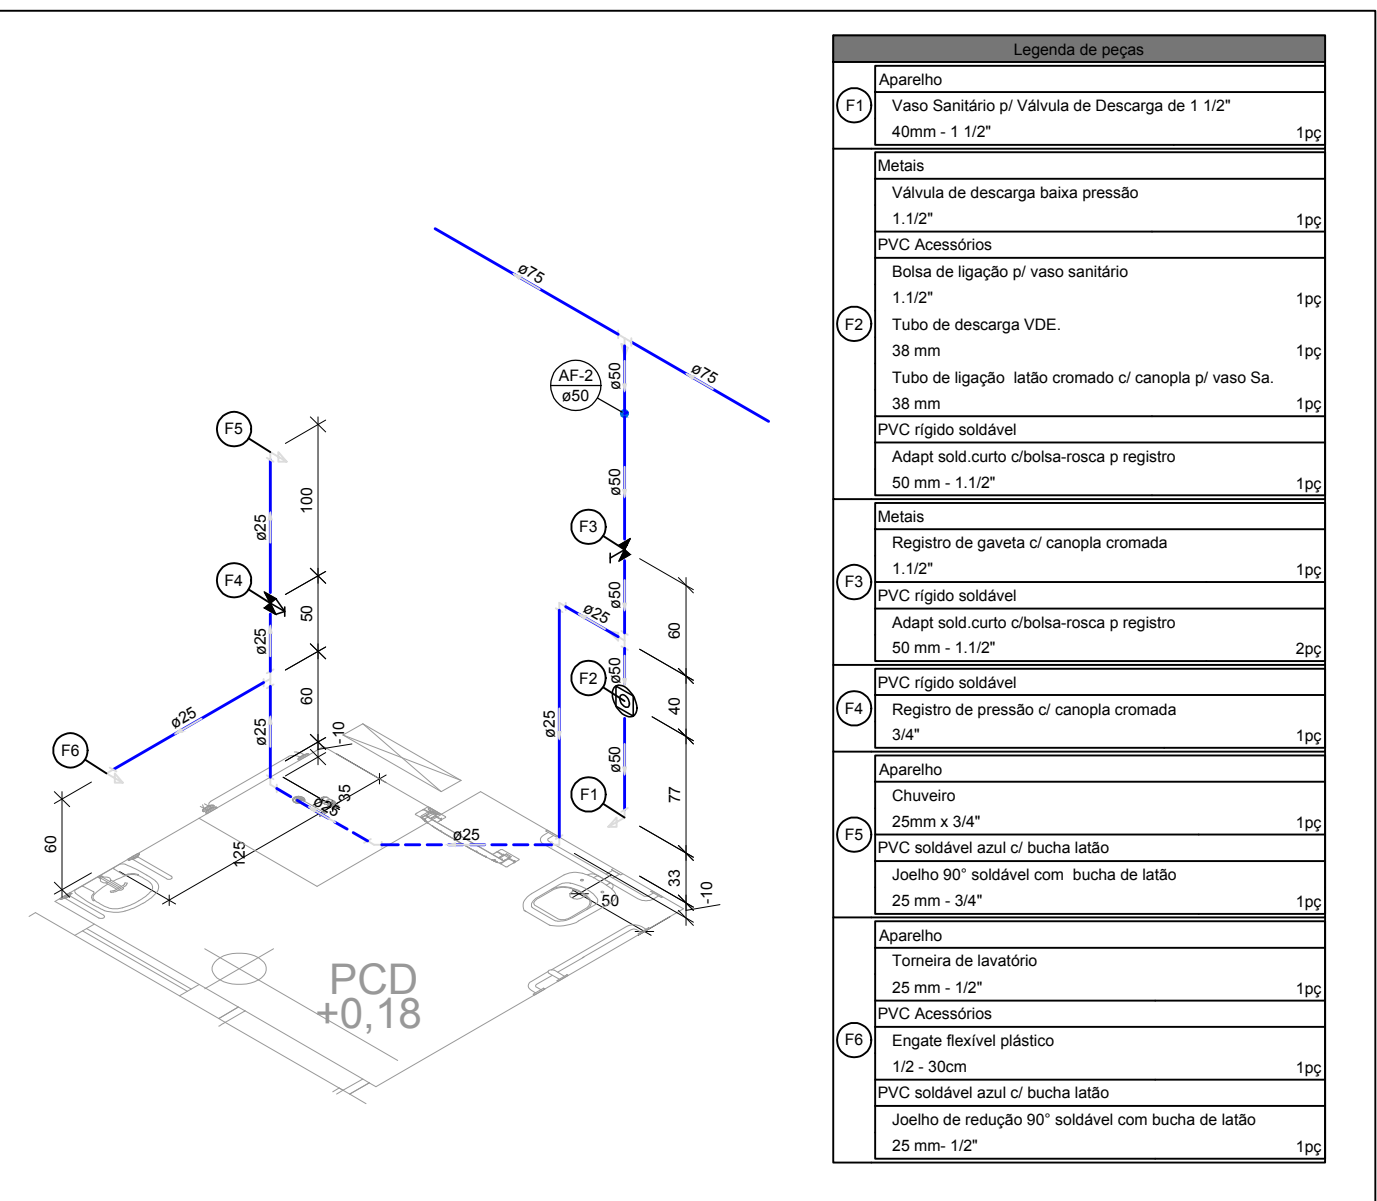 ø75
ø75
AF-2
ø50
ø50
ø50
F3
ø50
60
ø25
ø50
F2
40
ø25
ø50
F1
77
33
-10
50
F5
100
ø25
F4
50
ø25
60
ø25
-10
ø25
F6
60
35
ø25
ø25
125
PCD
+0,18
Legenda de peças
F1
Aparelho
Vaso Sanitário p/ Válvula de Descarga de 1 1/2"
40mm - 1 1/2" 1pç
F2
Metais
Válvula de descarga baixa pressão
1.1/2" 1pç
PVC Acessórios
Bolsa de ligação p/ vaso sanitário
1.1/2" 1pç
Tubo de descarga VDE.
38 mm 1pç
Tubo de ligação latão cromado c/ canopla p/ vaso Sa.
38 mm 1pç
PVC rígido soldável
Adapt sold.curto c/bolsa-rosca p registro
50 mm - 1.1/2" 1pç
F3
Metais
Registro de gaveta c/ canopla cromada
1.1/2" 1pç
PVC rígido soldável
Adapt sold.curto c/bolsa-rosca p registro
50 mm - 1.1/2" 2pç
F4
PVC rígido soldável
Registro de pressão c/ canopla cromada
3/4" 1pç
F5
Aparelho
Chuveiro
25mm x 3/4" 1pç
PVC soldável azul c/ bucha latão
Joelho 90° soldável com bucha de latão
25 mm - 3/4" 1pç
F6
Aparelho
Torneira de lavatório
25 mm - 1/2" 1pç
PVC Acessórios
Engate flexível plástico
1/2 - 30cm 1pç
PVC soldável azul c/ bucha latão
Joelho de redução 90° soldável com bucha de latão
25 mm- 1/2" 1pç